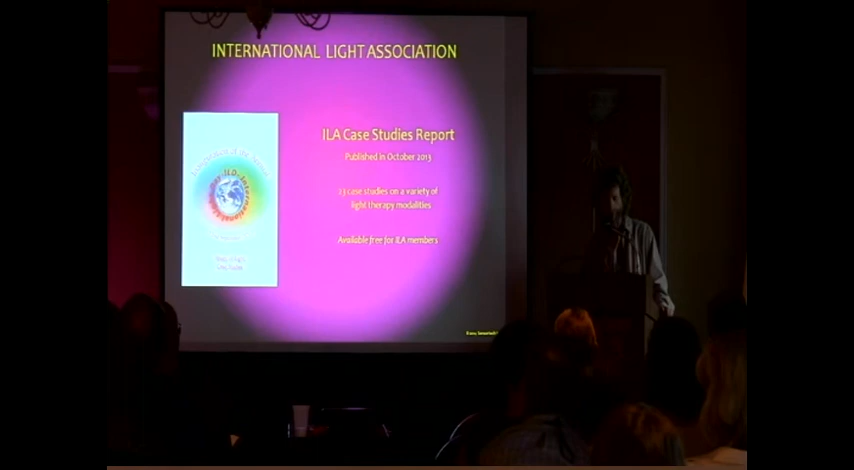 INTERNATIONAL LIGHT ASSOCIATION
ILA Case Studies Report
Published in October 2013
23 case studies on a variety of
light therapy modalities
Available free for ILA members